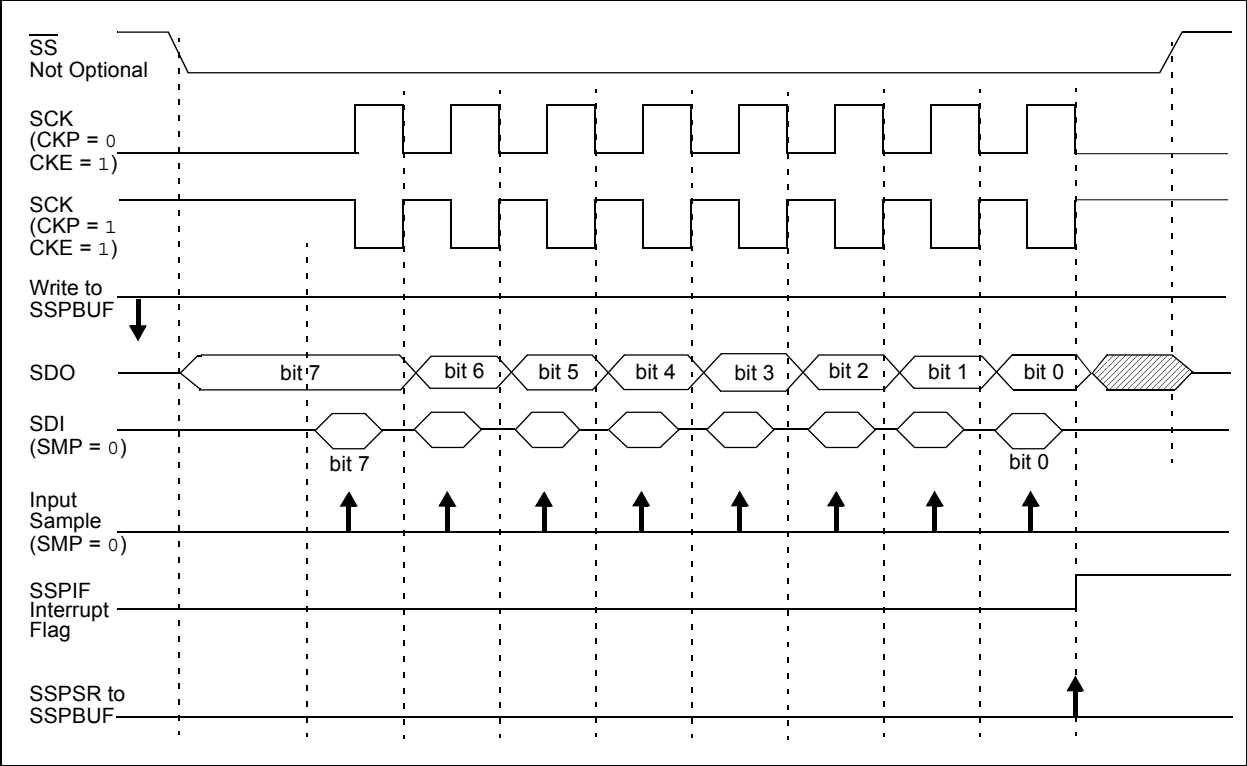 SS
Not Optional
SCK
(CKP = 0
CKE = 1)
SCK
(CKP = 1
CKE = 1)
Write to
SSPBUF
SDO
bit 7
bit 6
bit 5
bit 4
bit 3
bit 2
bit 1
bit 0
SDI
(SMP = 0)
bit 7
bit 0
Input
Sample
(SMP = 0)
SSPIF
Interrupt
Flag
SSPSR to
SSPBUF